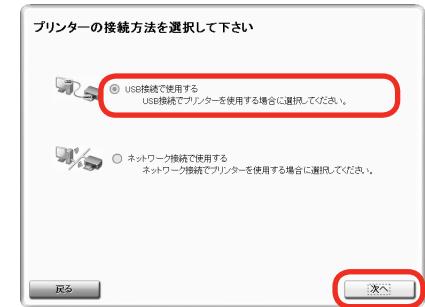 プリンターの接続方法を選択して下さい
USB接続で使用する
USB接続でプリンターを使用する場合に選択してください。
ネットワーク接続で使用する
ネットワーク接続でプリンターを使用する場合に選択してください。
戻る
次へ